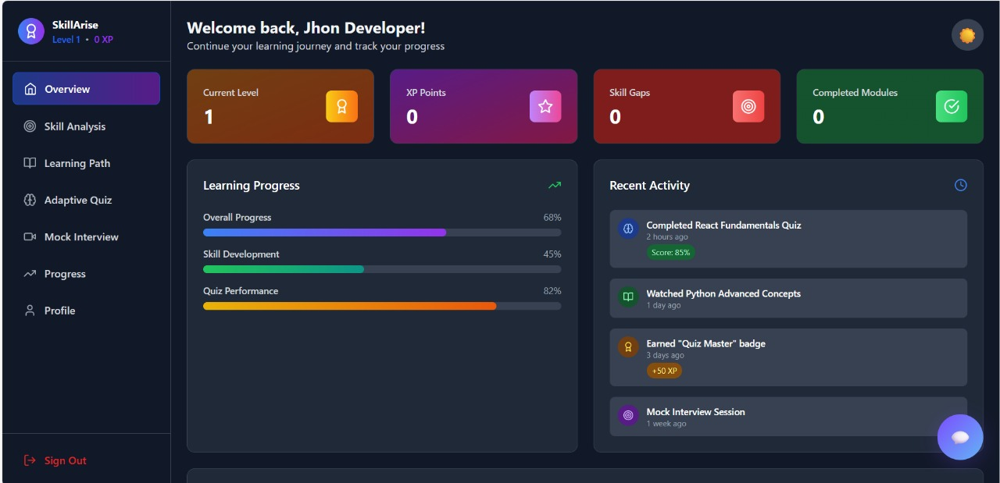 SkillArise
Level 1 • 0 XP
Overview
Skill Analysis
Learning Path
Adaptive Quiz
Mock Interview
Progress
Profile
Sign Out
Welcome back, Jhon Developer!
Continue your learning journey and track your progress
Current Level
1
XP Points
0
Skill Gaps
0
Completed Modules
0
Learning Progress
Overall Progress 68%
Skill Development 45%
Quiz Performance 82%
Recent Activity
Completed React Fundamentals Quiz
2 hours ago
Score: 85%
Watched Python Advanced Concepts
1 day ago
Earned "Quiz Master" badge
3 days ago
+50 XP
Mock Interview Session
1 week ago